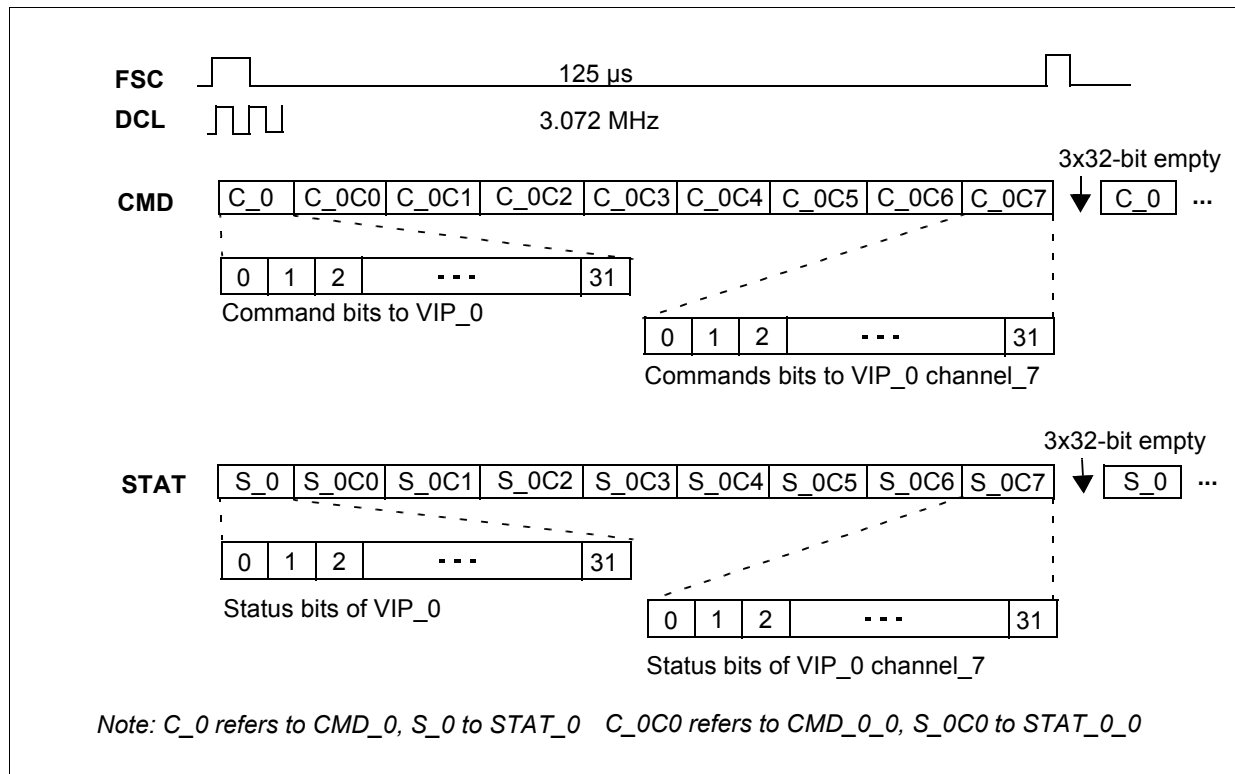 FSC 125 µs
DCL 3.072 MHz
3x32-bit empty
CMD C_0 C_0C0 C_0C1 C_0C2 C_0C3 C_0C4 C_0C5 C_0C6 C_0C7 C_0 ...
0 1 2 - - - 31
Command bits to VIP_0
0 1 2 - - - 31
Commands bits to VIP_0 channel_7
3x32-bit empty
STAT S_0 S_0C0 S_0C1 S_0C2 S_0C3 S_0C4 S_0C5 S_0C6 S_0C7 S_0 ...
0 1 2 - - - 31
Status bits of VIP_0
0 1 2 - - - 31
Status bits of VIP_0 channel_7
Note: C_0 refers to CMD_0, S_0 to STAT_0 C_0C0 refers to CMD_0_0, S_0C0 to STAT_0_0